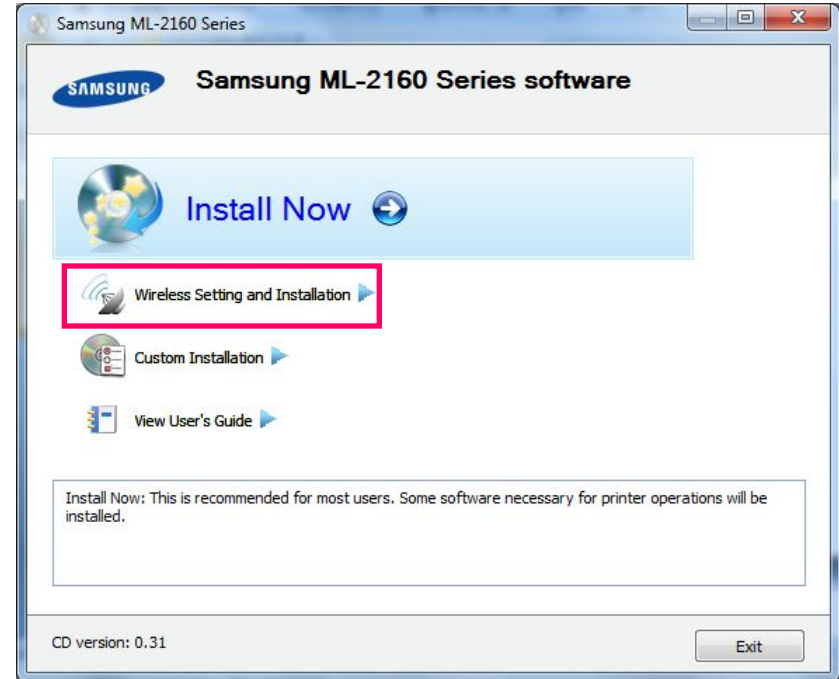 Samsung ML-2160 Series
SAMSUNG
Samsung ML-2160 Series software
Install Now
Wireless Setting and Installation
Custom Installation
View User's Guide
Install Now: This is recommended for most users. Some software necessary for printer operations will be
installed.
CD version: 0.31
Exit